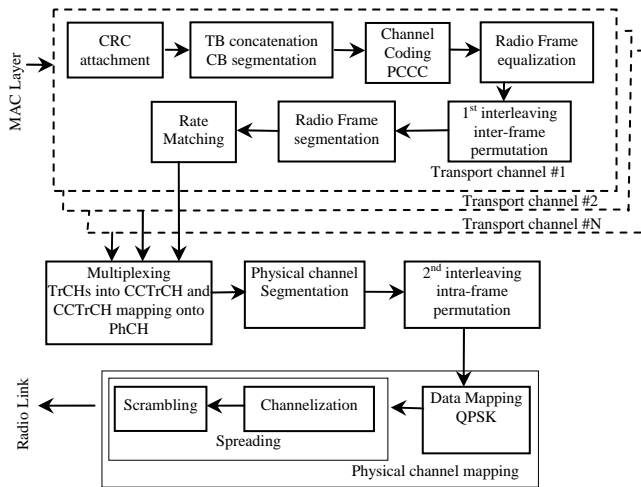 MAC Layer
CRC
attachment
TB concatenation
CB segmentation
Channel
Coding
PCCC
Radio Frame
equalization
Rate
Matching
Radio Frame
segmentation
1st interleaving
inter-frame
permutation
Transport channel #1
Transport channel #2
Transport channel #N
Multiplexing
TrCHs into CCTrCH and
CCTrCH mapping onto
PhCH
Physical channel
Segmentation
2nd interleaving
intra-frame
permutation
Radio Link
Scrambling
Channelization
Spreading
Data Mapping
QPSK
Physical channel mapping